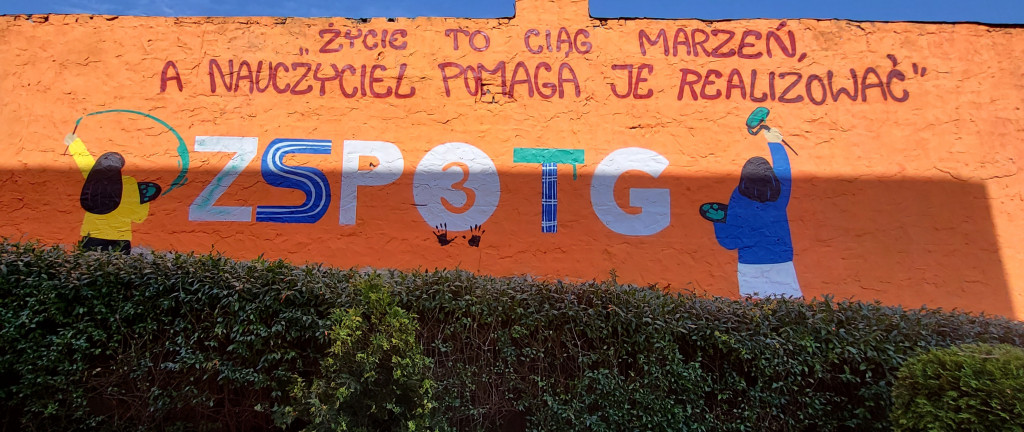 „ŻYCIE TO CIĄG MARZEŃ,
A NAUCZYCIEL POMAGA JE REALIZOWAĆ”
ZSP3TG